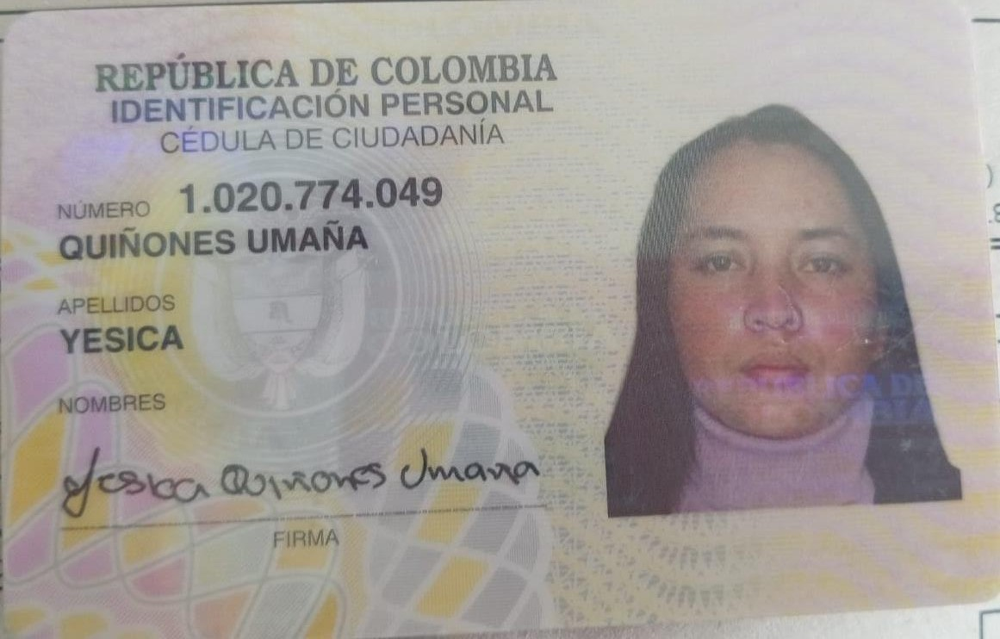 REPÚBLICA DE COLOMBIA
IDENTIFICACIÓN PERSONAL
CÉDULA DE CIUDADANÍA
NÚMERO 1.020.774.049
QUIÑONES UMAÑA
APELLIDOS
YESICA
NOMBRES
Yesica Quiñones Umaña
FIRMA